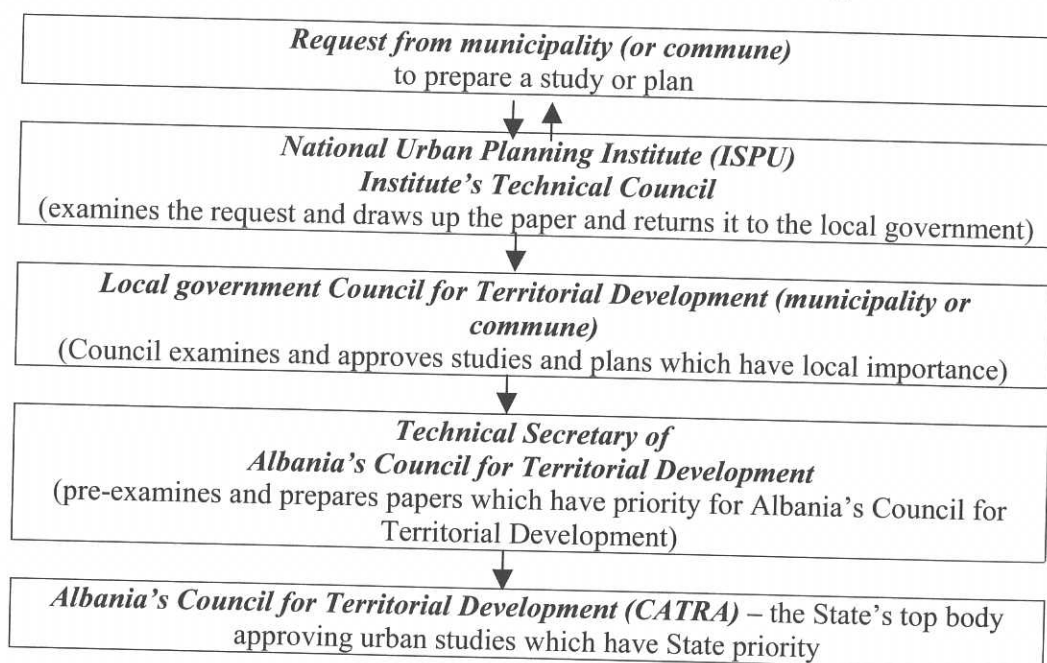 Request from municipality (or commune)
to prepare a study or plan
National Urban Planning Institute (ISPU)
Institute's Technical Council
(examines the request and draws up the paper and returns it to the local government)
Local government Council for Territorial Development (municipality or
commune)
(Council examines and approves studies and plans which have local importance)
Technical Secretary of
Albania's Council for Territorial Development
(pre-examines and prepares papers which have priority for Albania's Council for
Territorial Development)
Albania's Council for Territorial Development (CATRA) – the State's top body
approving urban studies which have State priority